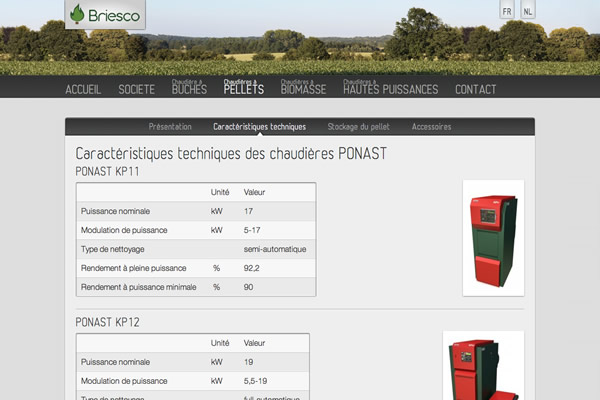 Briesco
FR NL
ACCUEIL SOCIETE Chaudière à BUCHES Chaudières à PELLETS Chaudières à BIOMASSE Chaudières à HAUTES PUISSANCES CONTACT
Présentation Caractéristiques techniques Stockage du pellet Accessoires
Caractéristiques techniques des chaudières PONAST
PONAST KP11
Unité Valeur
Puissance nominale kW 17
Modulation de puissance kW 5-17
Type de nettoyage semi-automatique
Rendement à pleine puissance % 92,2
Rendement à puissance minimale % 90
PONAST KP12
Unité Valeur
Puissance nominale kW 19
Modulation de puissance kW 5,5-19
Type de nettoyage full-automatique